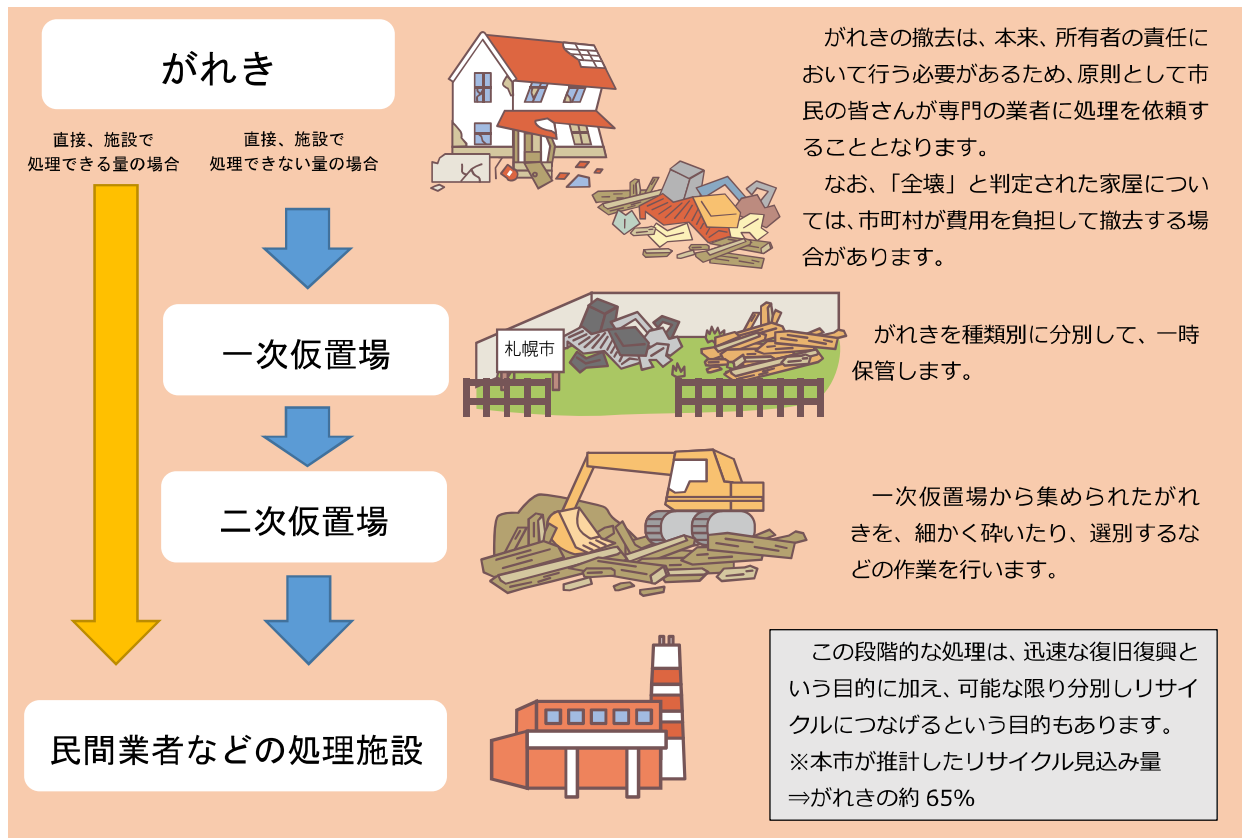 がれき
直接、施設で
処理できる量の場合
直接、施設で
処理できない量の場合
がれきの撤去は、本来、所有者の責任に
おいて行う必要があるため、原則として市
民の皆さんが専門の業者に処理を依頼す
ることとなります。
なお、「全壊」と判定された家屋につい
ては、市町村が費用を負担して撤去する場
合があります。
一次仮置場
札幌市
がれきを種類別に分別して、一時
保管します。
二次仮置場
一次仮置場から集められたがれ
きを、細かく砕いたり、選別するな
どの作業を行います。
民間業者などの処理施設
この段階的な処理は、迅速な復旧復興と
いう目的に加え、可能な限り分別しリサイ
クルにつなげるという目的もあります。
※本市が推計したリサイクル見込み量
⇒がれきの約 65%